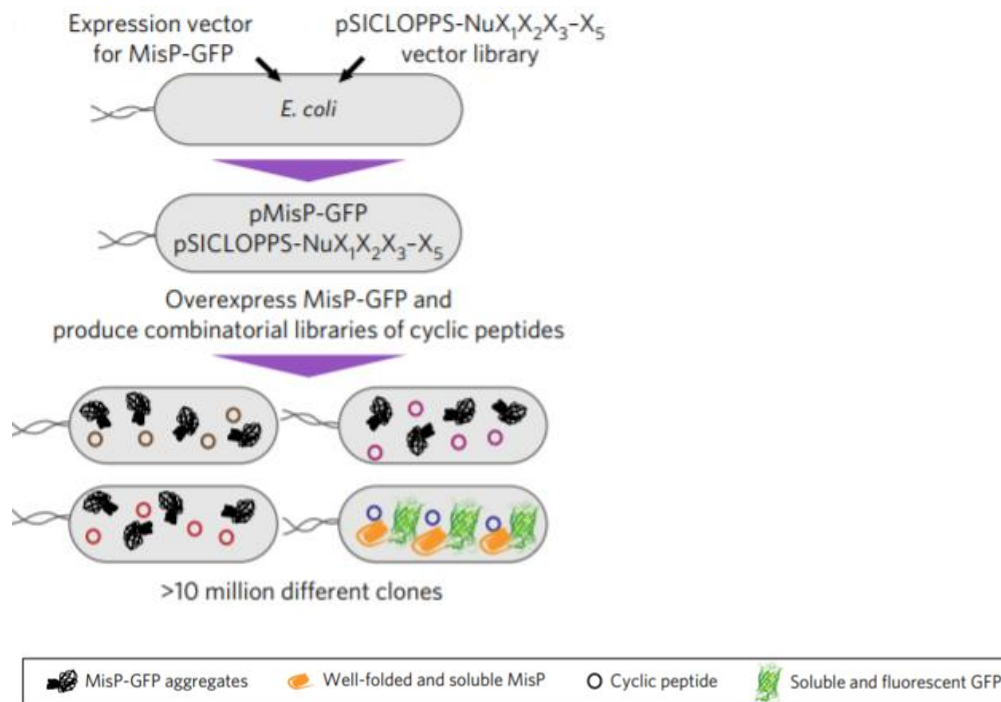 Expression vector
for MisP-GFP
pSICLOPPS-NuX₁X₂X₃–X₅
vector library
E. coli
pMisP-GFP
pSICLOPPS-NuX₁X₂X₃–X₅
Overexpress MisP-GFP and
produce combinatorial libraries of cyclic peptides
>10 million different clones
MisP-GFP aggregates
Well-folded and soluble MisP
Cyclic peptide
Soluble and fluorescent GFP